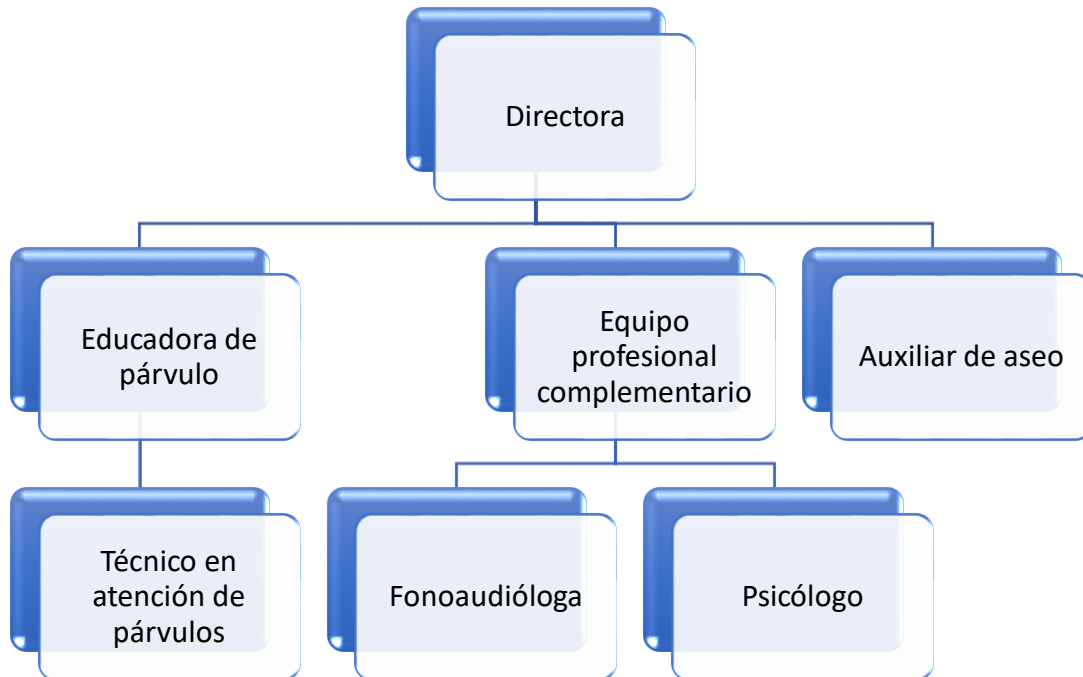 Directora
Educadora de
párvulo
Equipo
profesional
complementario
Auxiliar de aseo
Técnico en
atención de
párvulos
Fonoaudióloga
Psicólogo